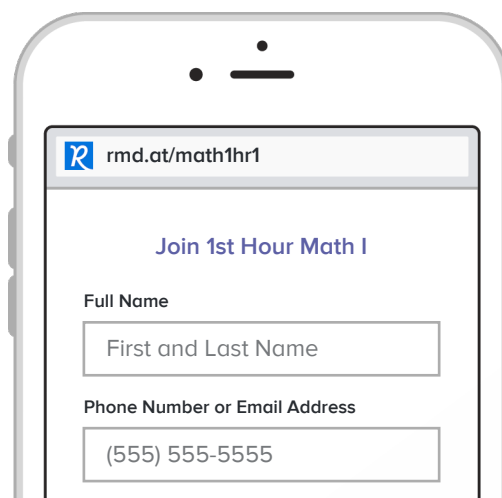 rmd.at/math1hr1
Join 1st Hour Math I
Full Name
First and Last Name
Phone Number or Email Address
(555) 555-5555